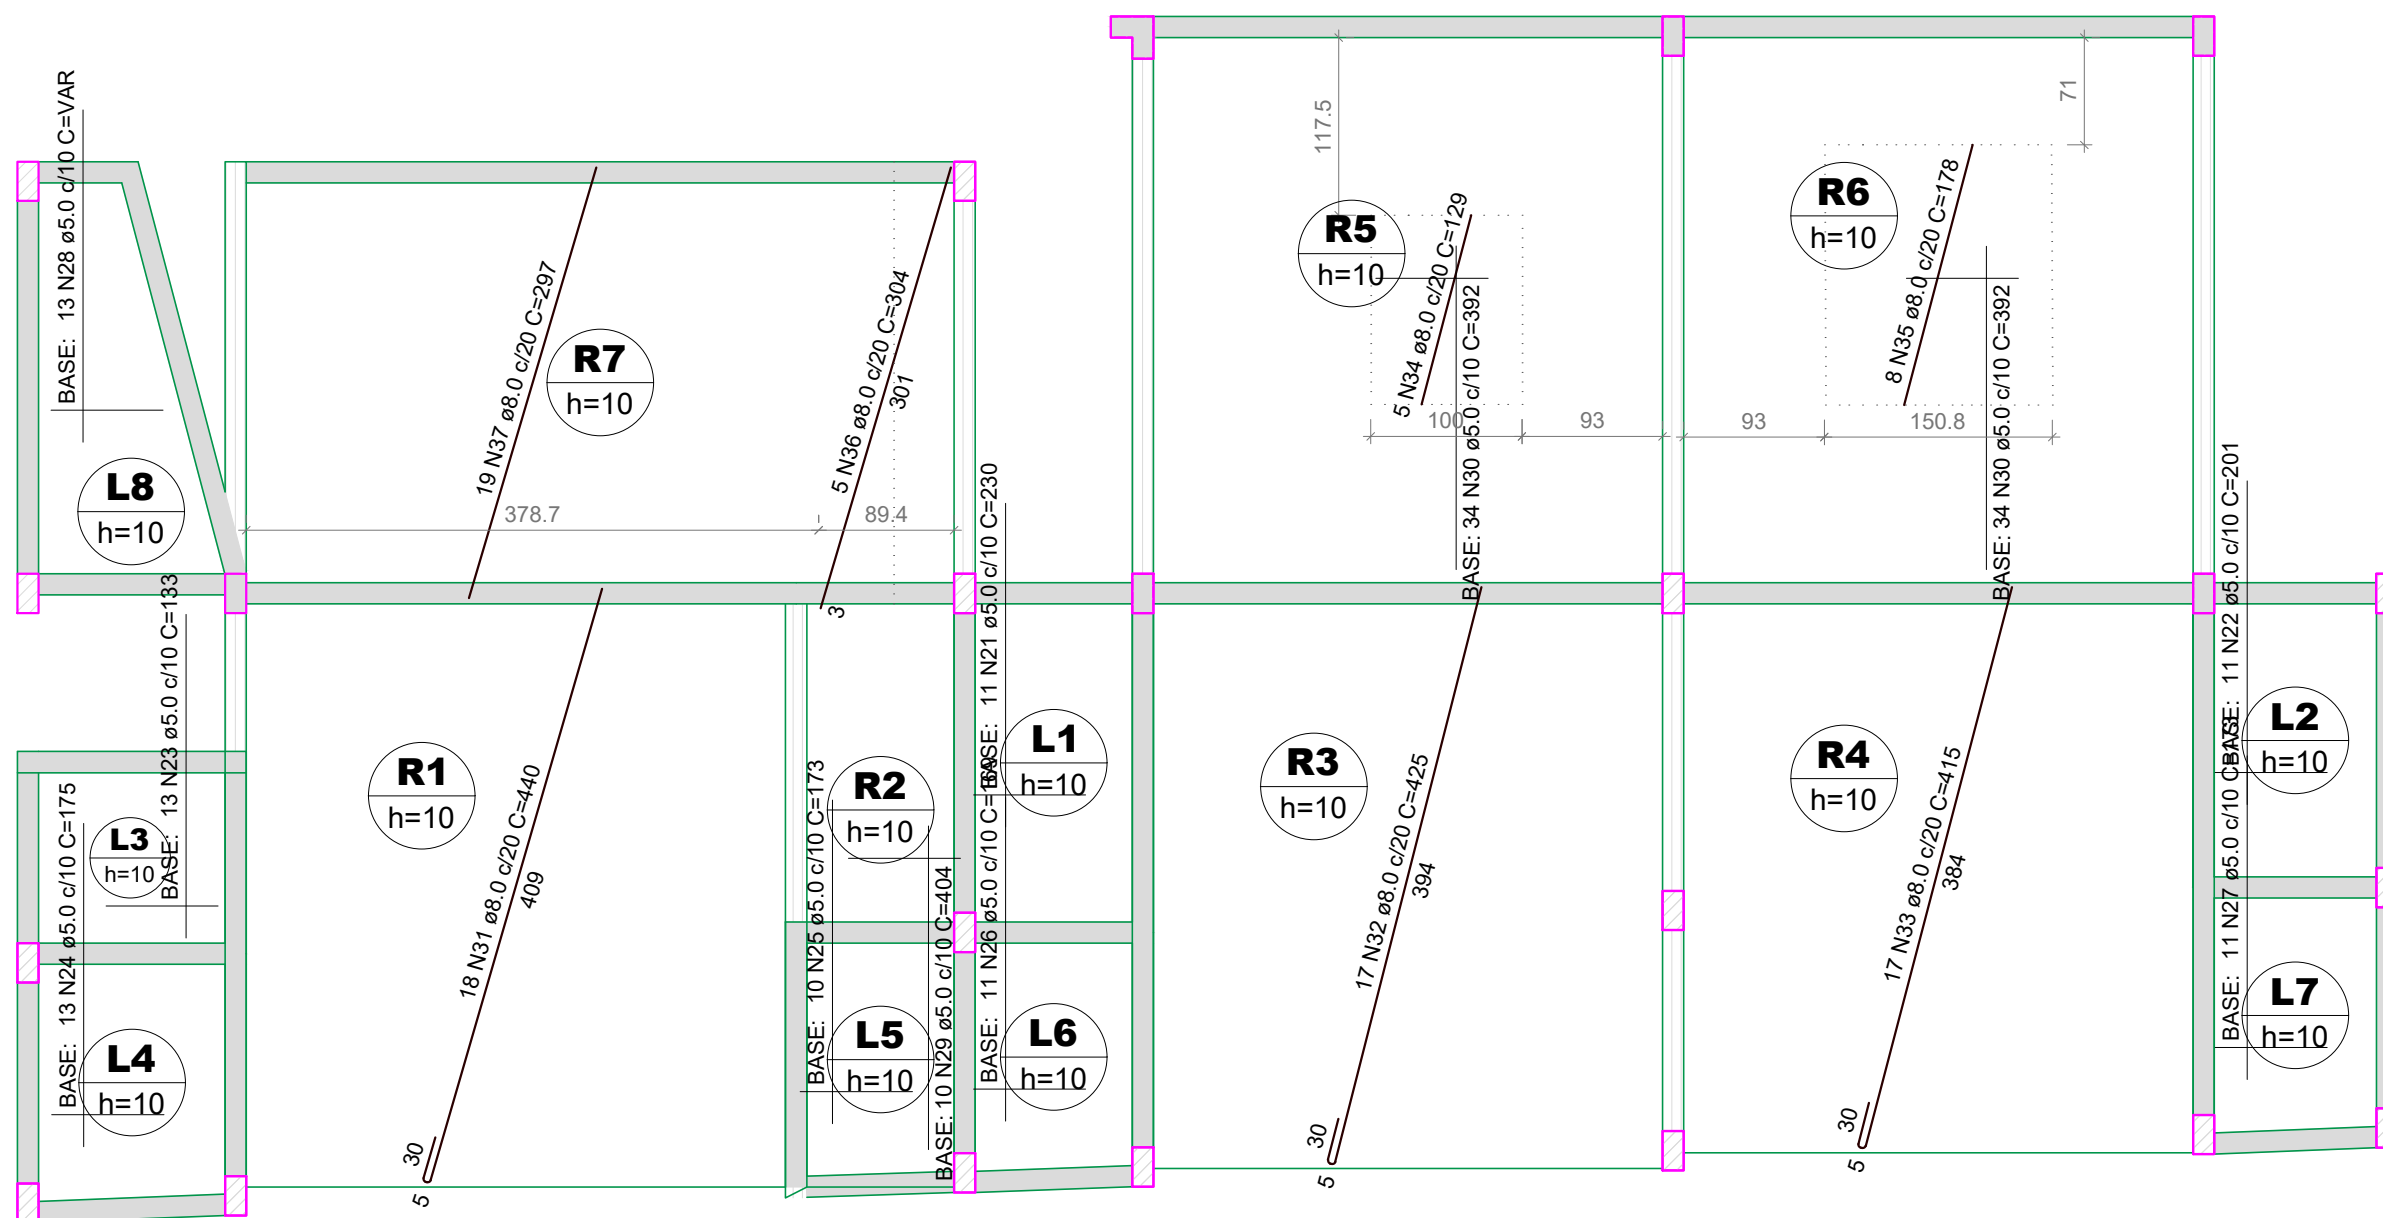 BASE: 13 N28 ø5.0 c/10 C=VAR
L8
h=10
19 N37 ø8.0 c/20 C=297
R7
h=10
5 N36 ø8.0 c/20 C=304
301
3
378.7
89.4
117.5
R5
h=10
5 N34 ø8.0 c/20 C=129
BASE: 34 N30 ø5.0 c/10 C=392
100
93
71
R6
h=10
8 N35 ø8.0 c/20 C=178
BASE: 34 N30 ø5.0 c/10 C=392
93
150.8
BASE: 13 N23 ø5.0 c/10 C=133
L3
h=10
BASE: 13 N24 ø5.0 c/10 C=175
L4
h=10
R1
h=10
18 N31 ø8.0 c/20 C=440
409
30
5
BASE: 10 N25 ø5.0 c/10 C=173
R2
h=10
L5
h=10
BASE: 10 N29 ø5.0 c/10 C=404
BASE: 11 N21 ø5.0 c/10 C=230
L1
h=10
BASE: 11 N26 ø5.0 c/10
L6
h=10
R3
h=10
17 N32 ø8.0 c/20 C=425
394
30
5
R4
h=10
17 N33 ø8.0 c/20 C=415
384
30
5
BASE: 11 N22 ø5.0 c/10 C=201
L2
h=10
BASE: 11 N27 ø5.0 c/10
L7
h=10